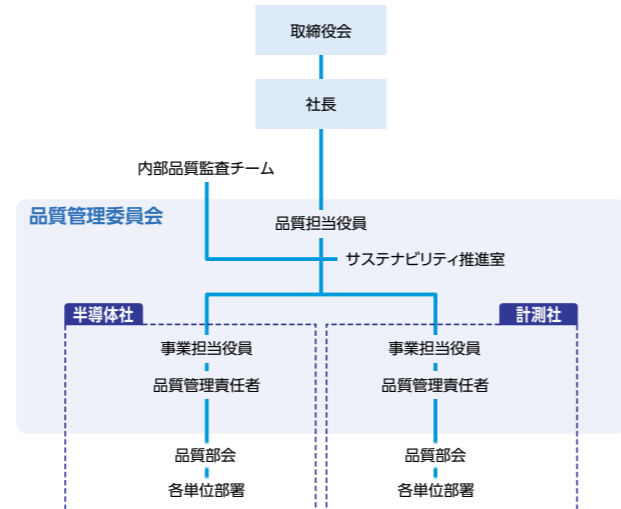 取締役会
社長
内部品質監査チーム
品質管理委員会
品質担当役員
サステナビリティ推進室
半導体社
計測社
事業担当役員
事業担当役員
品質管理責任者
品質管理責任者
品質部会
品質部会
各単位部署
各単位部署